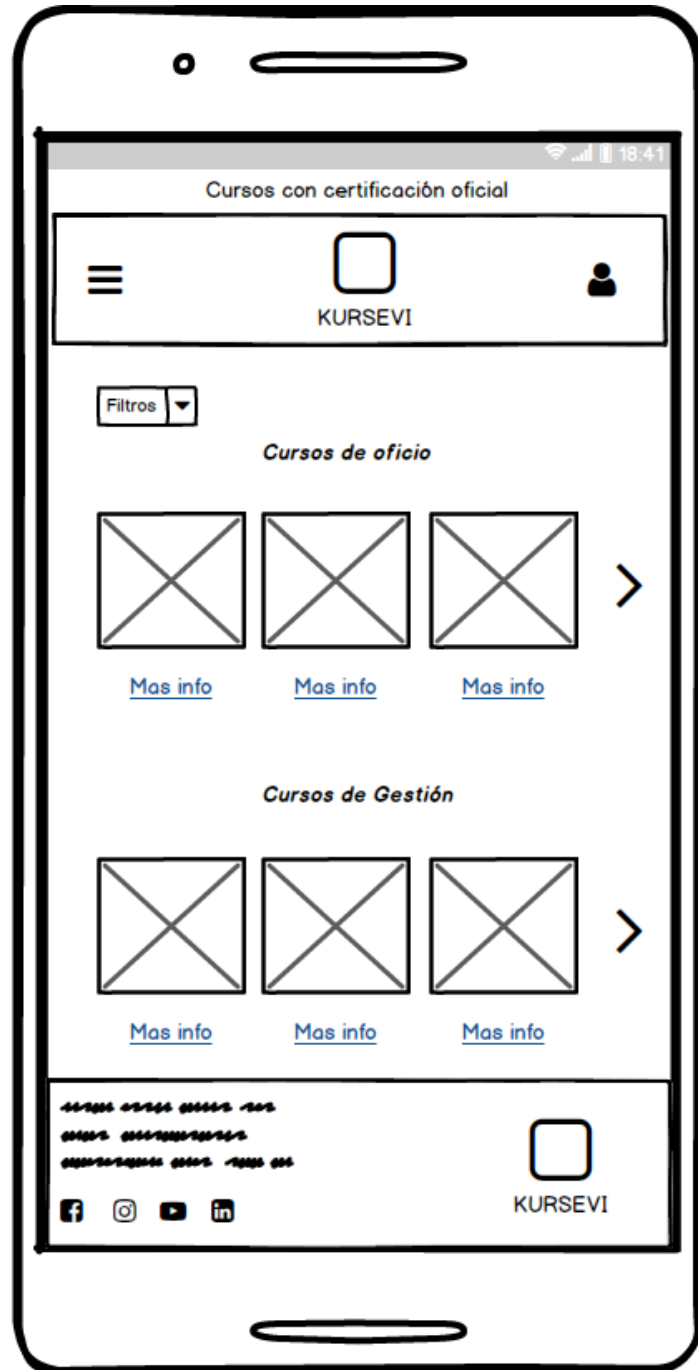 18:41
Cursos con certificación oficial
KURSEVI
Filtros
Cursos de oficio
Mas info Mas info Mas info
Cursos de Gestión
Mas info Mas info Mas info
KURSEVI